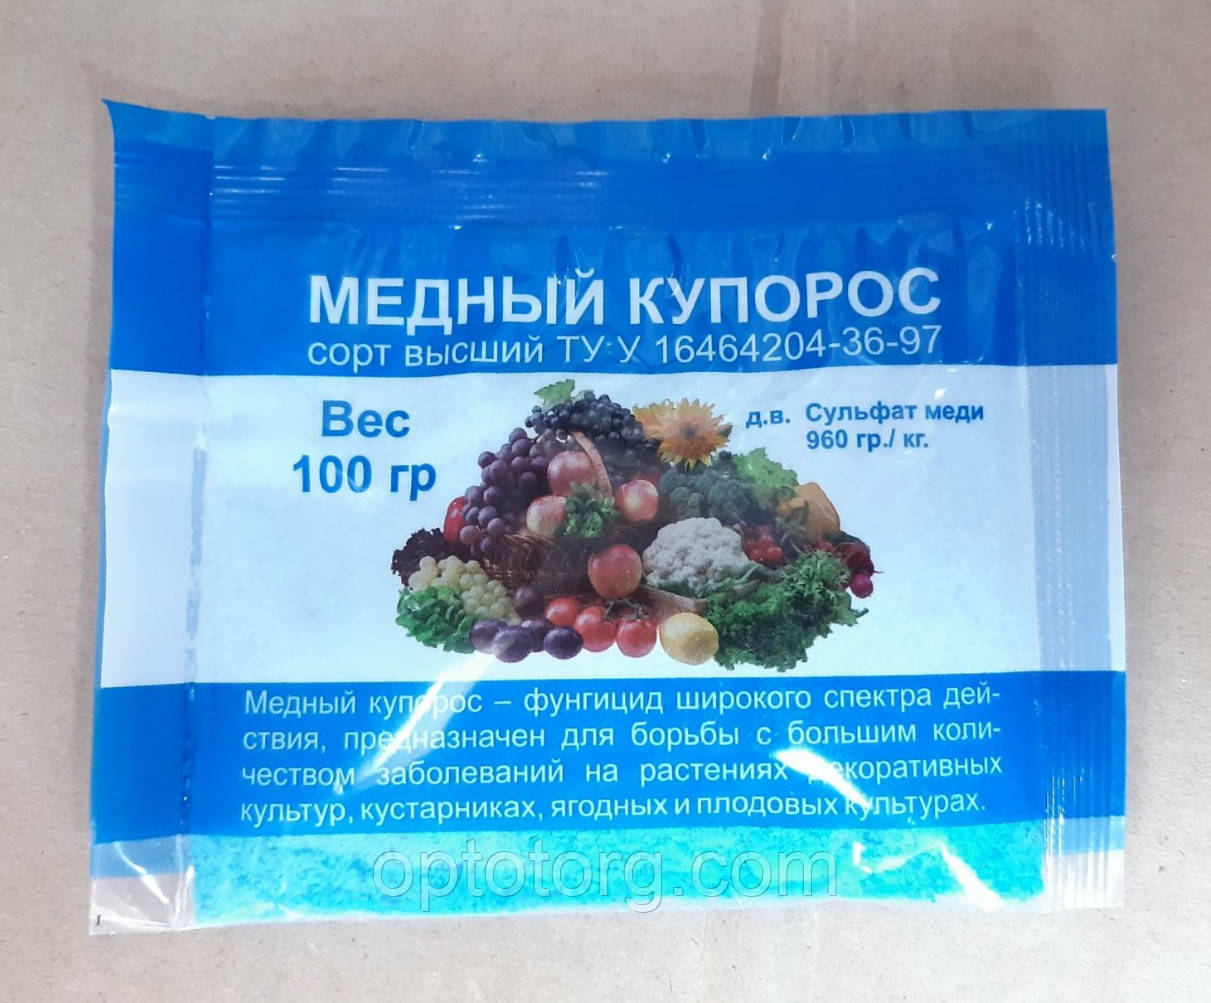 МЕДНЫЙ КУПОРОС
сорт высший ТУ У 16464204-36-97
Вес
100 гр
д.в. Сульфат меди
960 гр./ кг.
Медный купорос – фунгицид широкого спектра дей-
ствия, предназначен для борьбы с большим коли-
чеством заболеваний на растениях декоративных
культур, кустарниках, ягодных и плодовых культурах.
optotorg.com